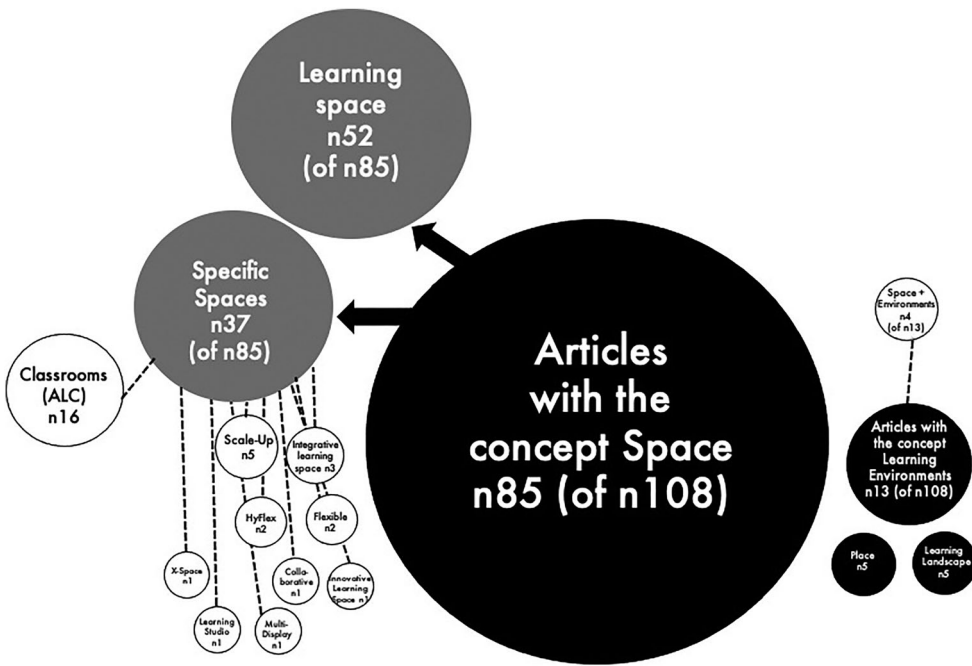 Learning
space
n52
(of n85)
Specific
Spaces
n37
(of n85)
Classrooms
(ALC)
n16
Scale-Up
n5
Integrative
learning
space n3
HyFlex
n2
Flexible
n2
X-Space
n1
Colla-
borative
n1
Innovative
Learning
Space n1
Learning
Studio
n1
Multi-
Display
n1
Articles
with the
concept Space
n85 (of n108)
Space +
Environments
n4
(of n13)
Articles with
the concept
Learning
Environments
n13 (of n108)
Place
n5
Learning
Landscape
n5